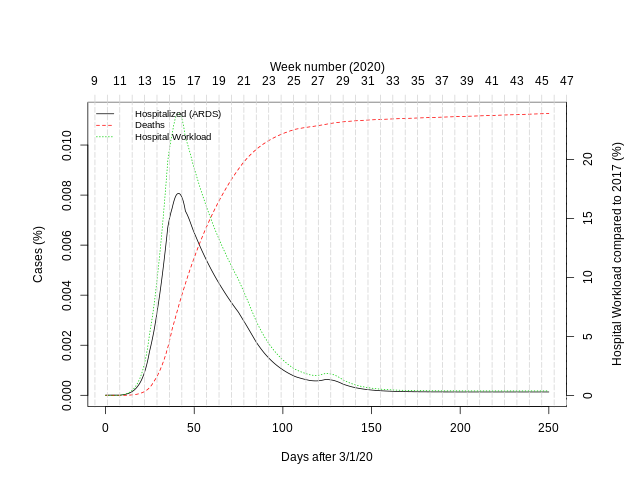 Week number (2020)
9 11 13 15 17 19 21 23 25 27 29 31 33 35 37 39 41 43 45 47
Hospitalized (ARDS)
Deaths
Hospital Workload
Cases (%)
0.000 0.002 0.004 0.006 0.008 0.010
0 5 10 15 20
Hospital Workload compared to 2017 (%)
0 50 100 150 200 250
Days after 3/1/20